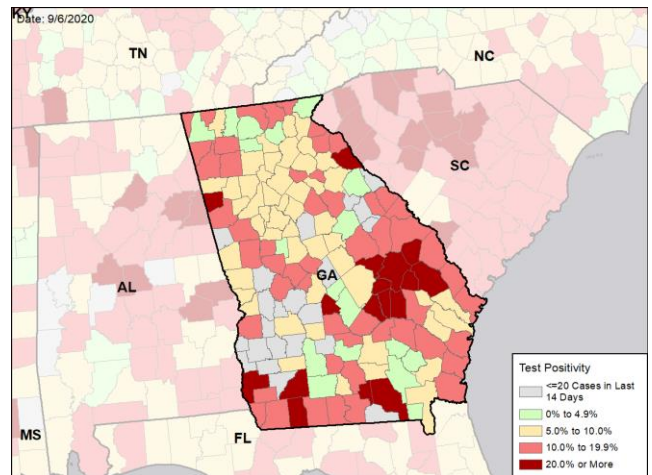 KY
Date: 9/6/2020
TN
NC
SC
GA
AL
MS
FL
Test Positivity
<=20 Cases in Last
14 Days
0% to 4.9%
5.0% to 10.0%
10.0% to 19.9%
20.0% or More